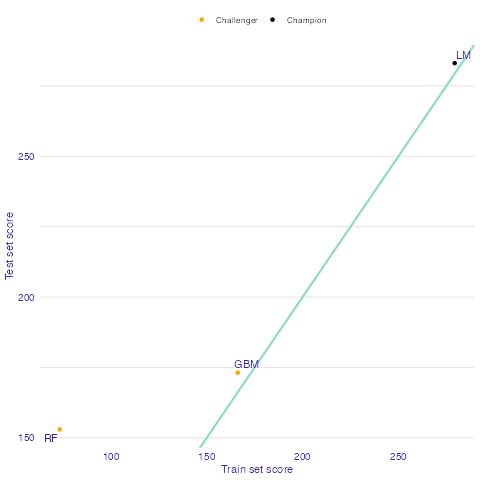 Challenger
Champion
LM
250
Test set score
200
GBM
150
RF
100
150
200
250
Train set score